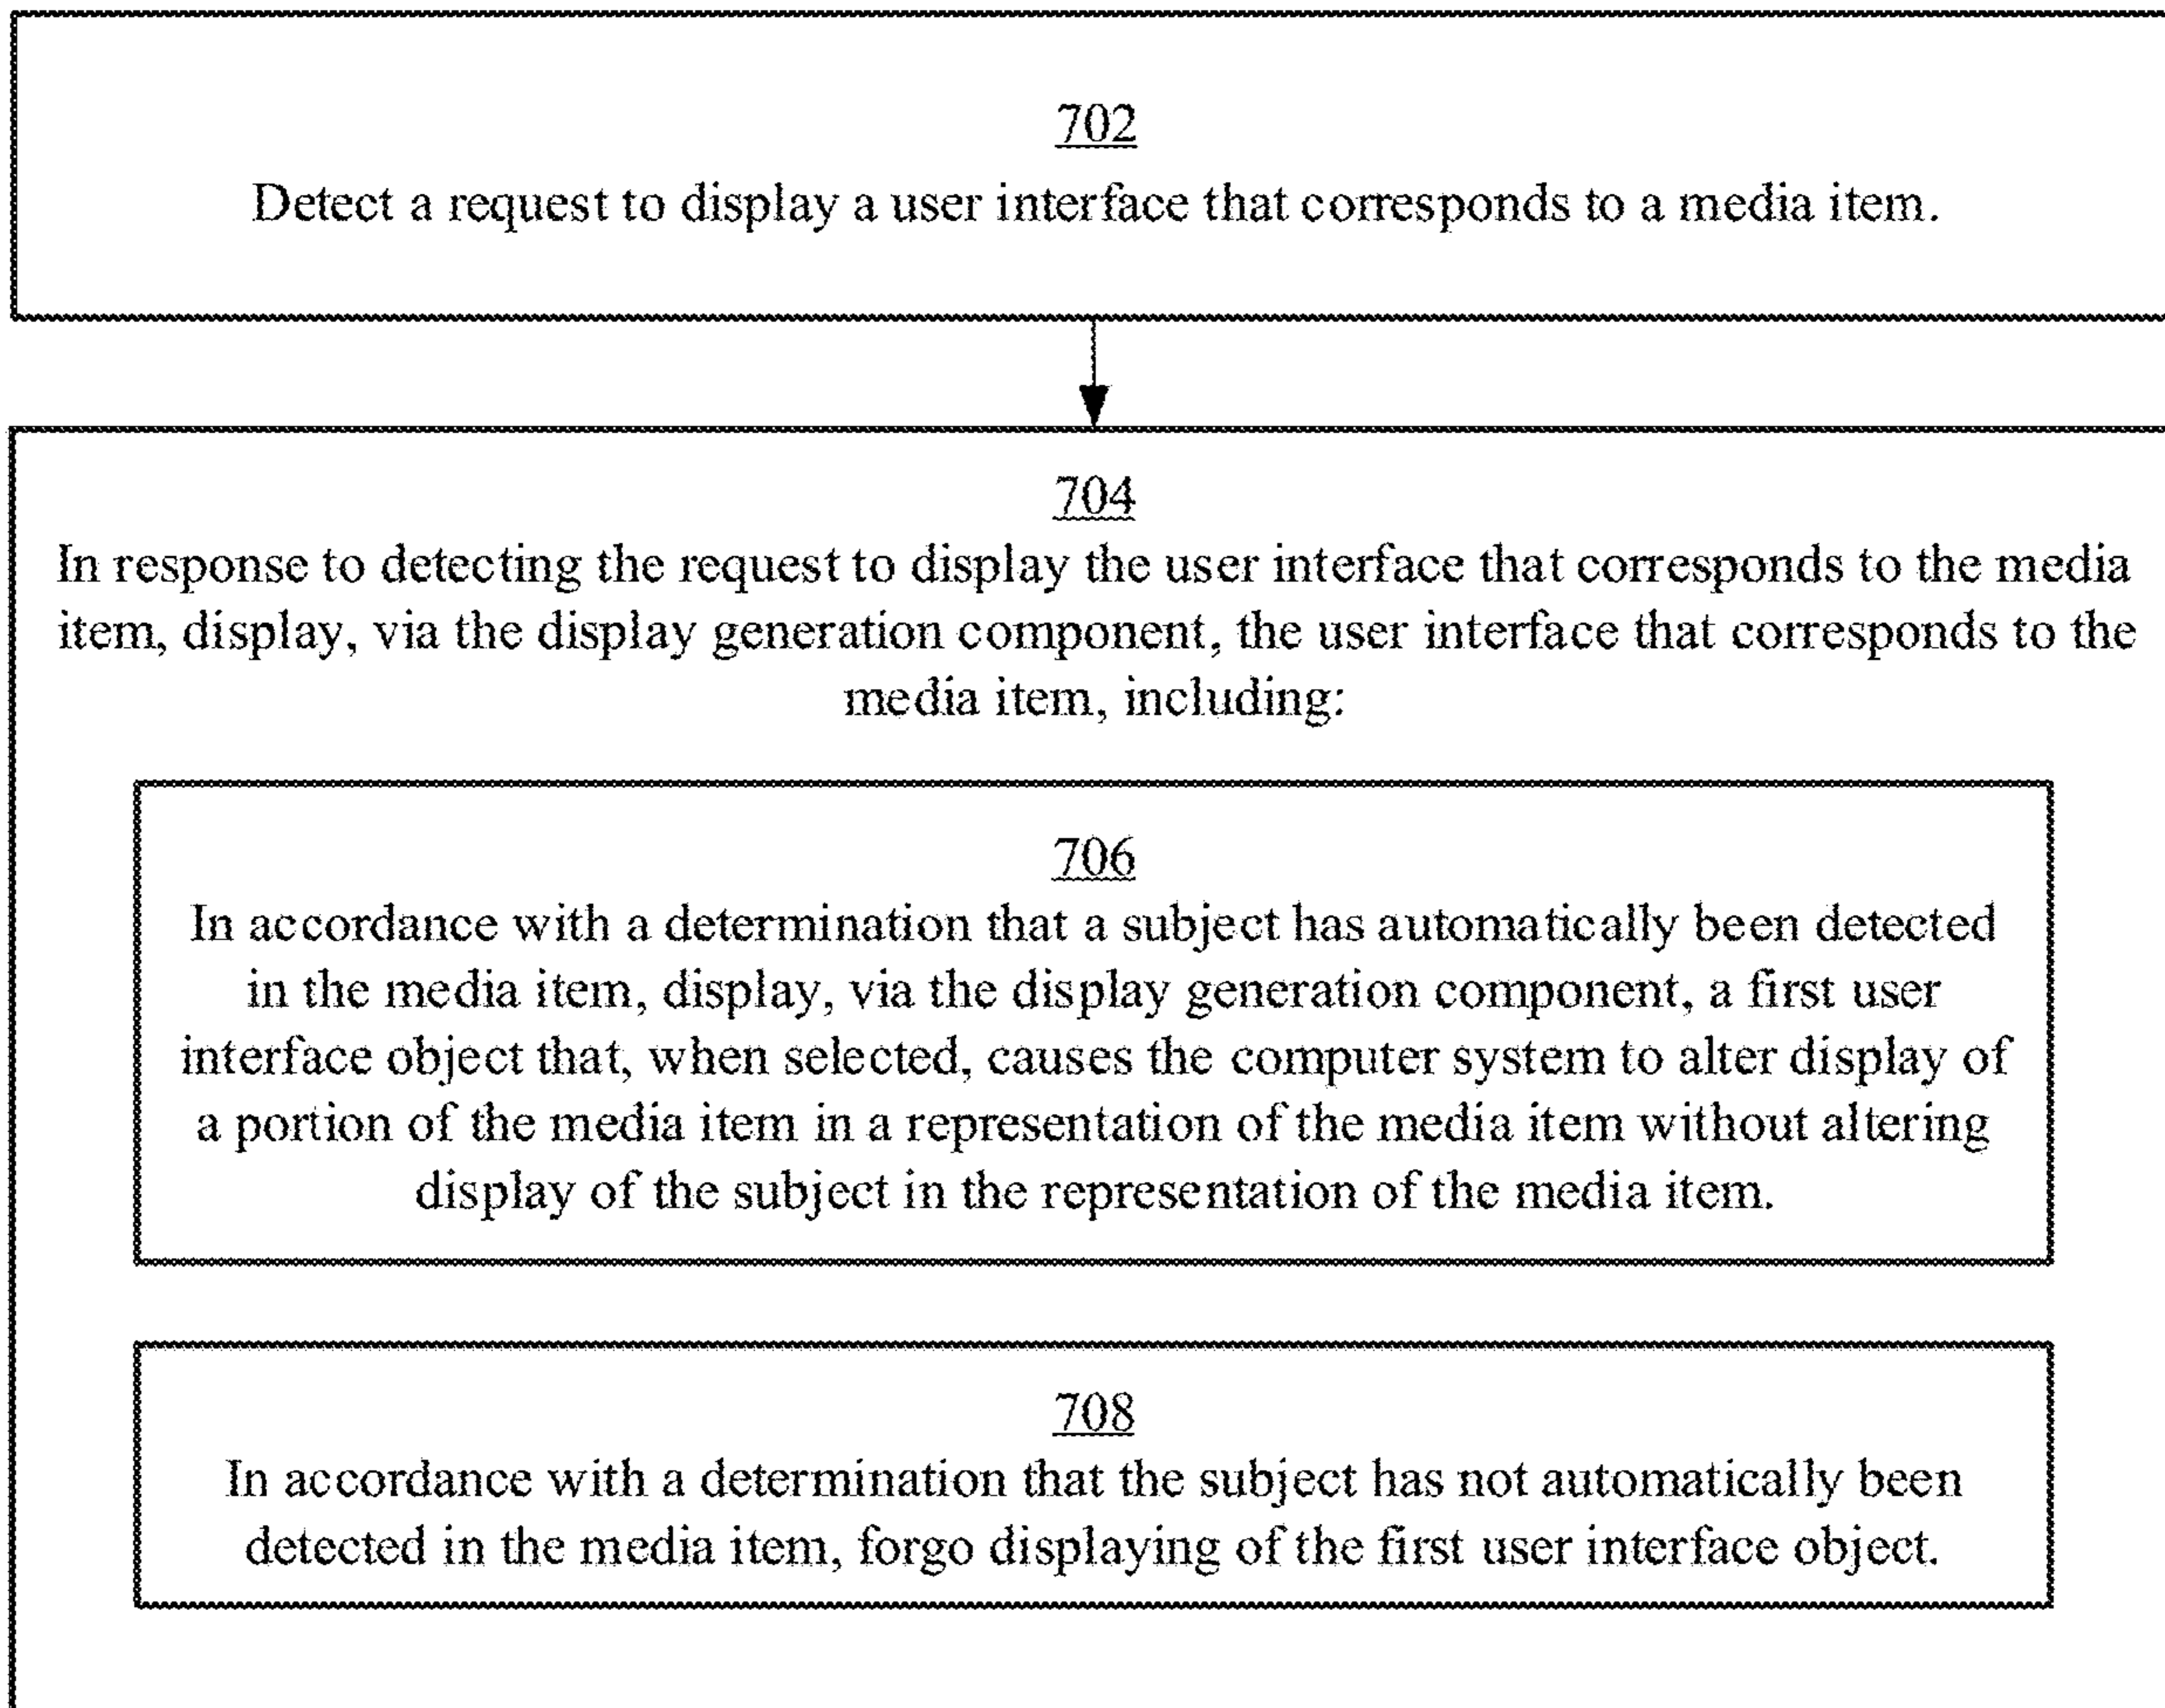 702
Detect a request to display a user interface that corresponds to a media item.
704
In response to detecting the request to display the user interface that corresponds to the media
item, display, via the display generation component, the user interface that corresponds to the
media item, including:
706
In accordance with a determination that a subject has automatically been detected
in the media item, display, via the display generation component, a first user
interface object that, when selected, causes the computer system to alter display of
a portion of the media item in a representation of the media item without altering
display of the subject in the representation of the media item.
708
In accordance with a determination that the subject has not automatically been
detected in the media item, forgo displaying of the first user interface object.